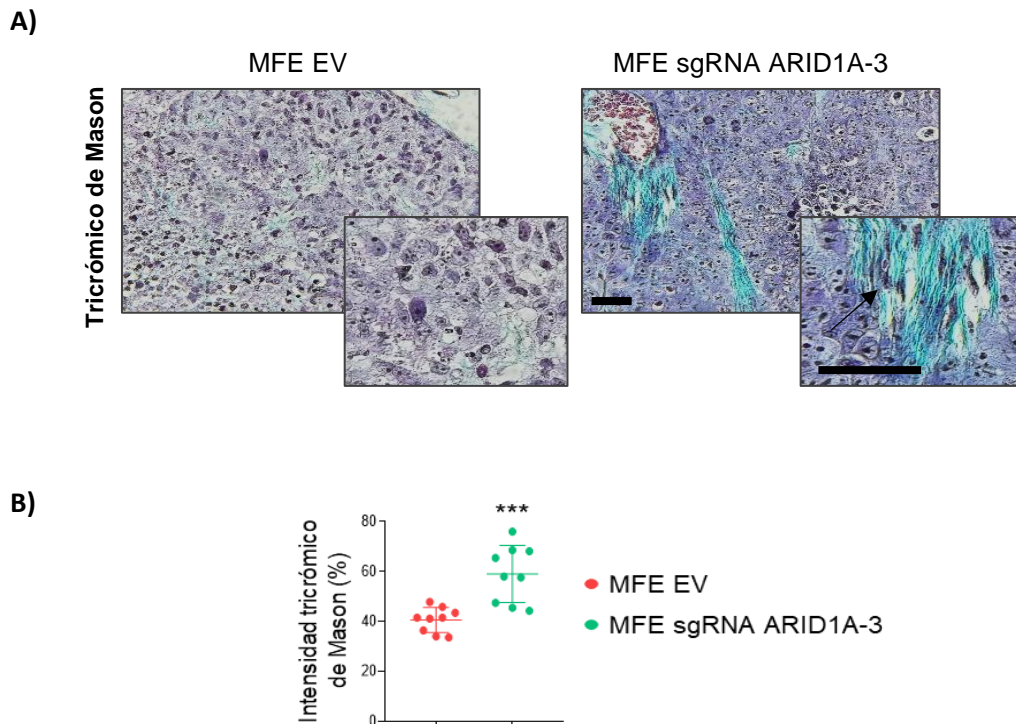 A)
MFE EV
MFE sgRNA ARID1A-3
Tricrómico de Mason
B)
***
Intensidad tricrómico
de Mason (%)
80
60
40
20
0
MFE EV
MFE sgRNA ARID1A-3